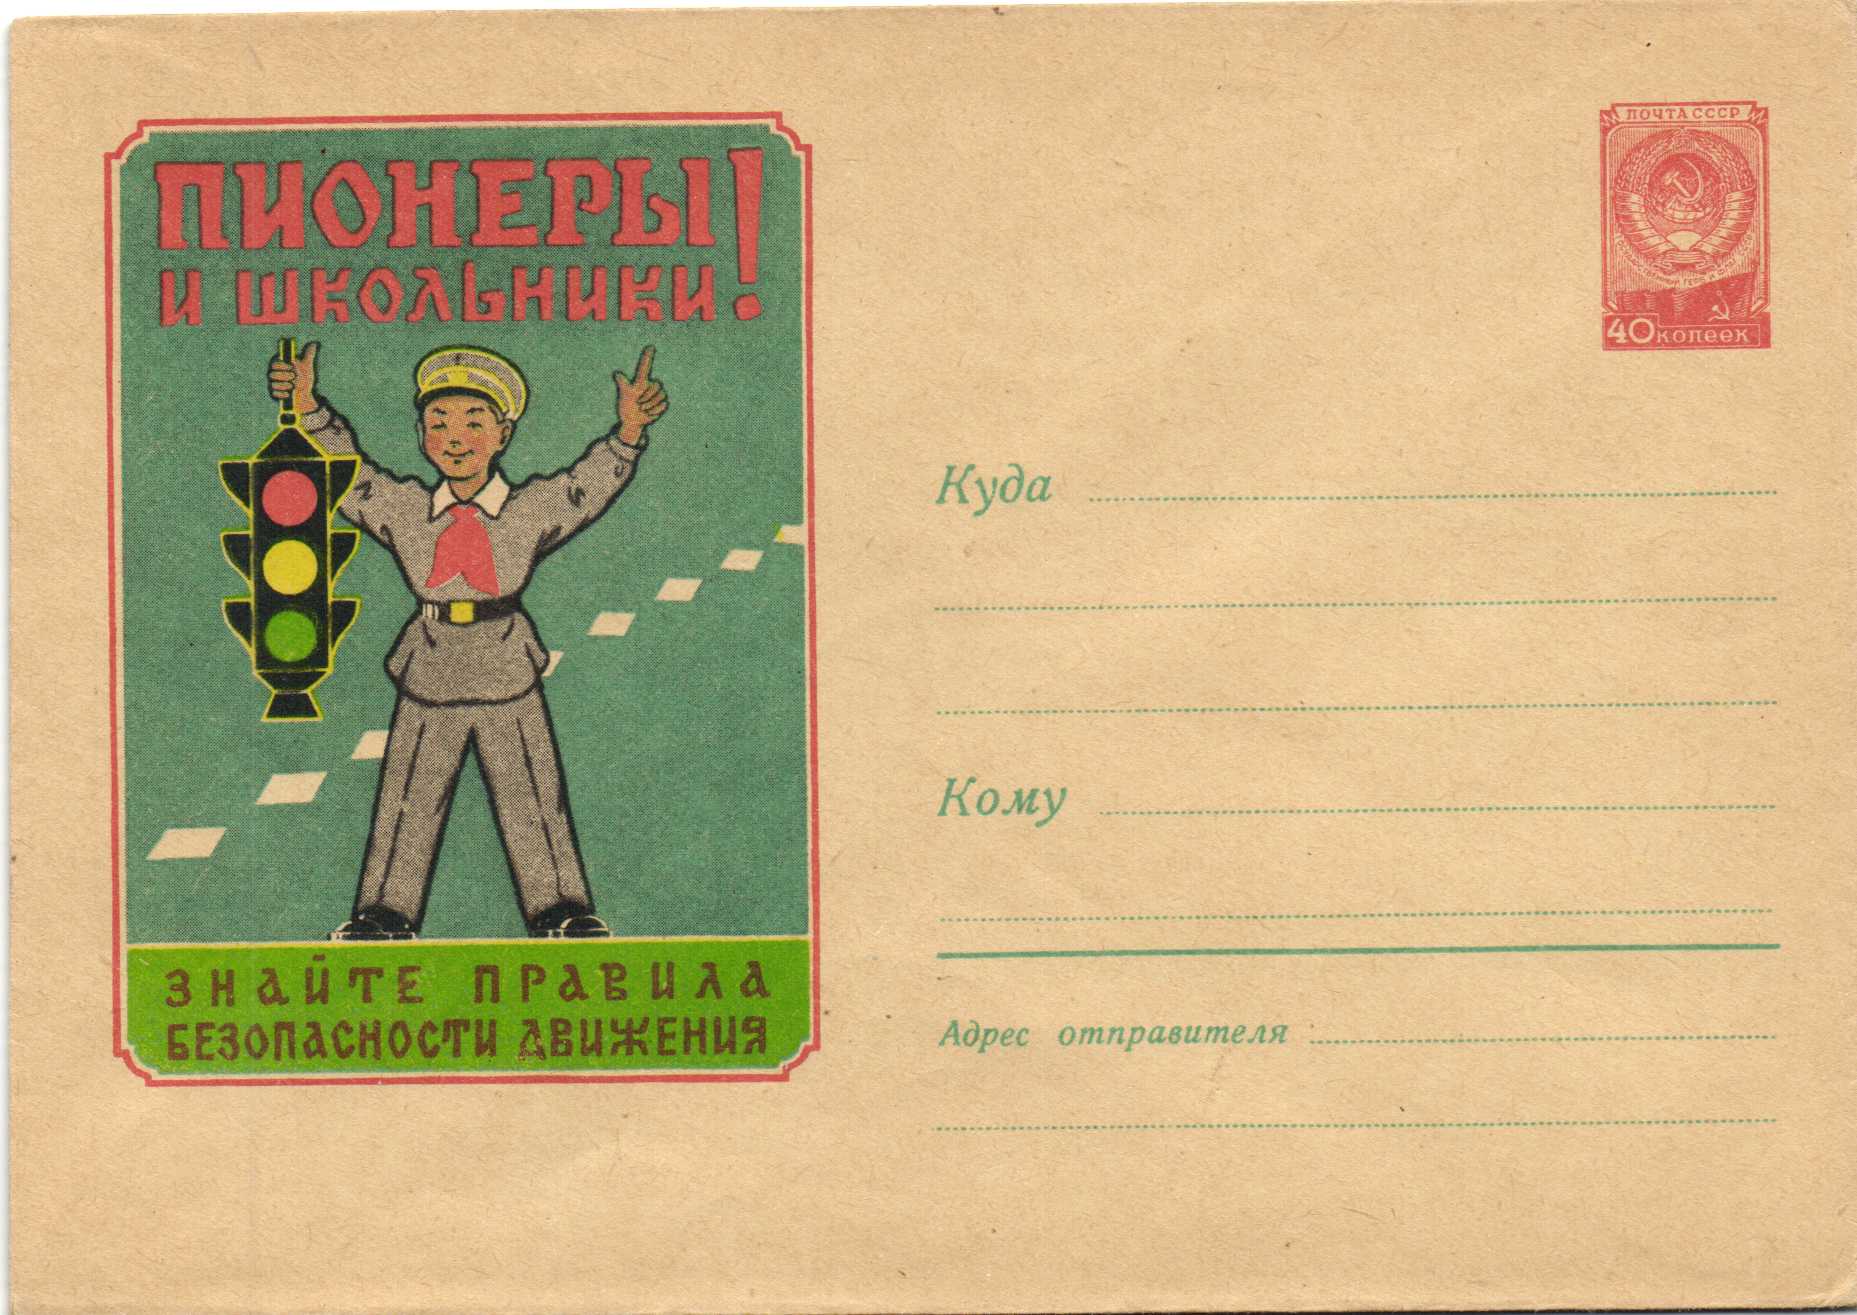 ПИОНЕРЫ
И ШКОЛЬНИКИ!
ЗНАЙТЕ ПРАВИЛА
БЕЗОПАСНОСТИ ДВИЖЕНИЯ
ПОЧТА СССР
40 копеек
Куда
Кому
Адрес отправителя